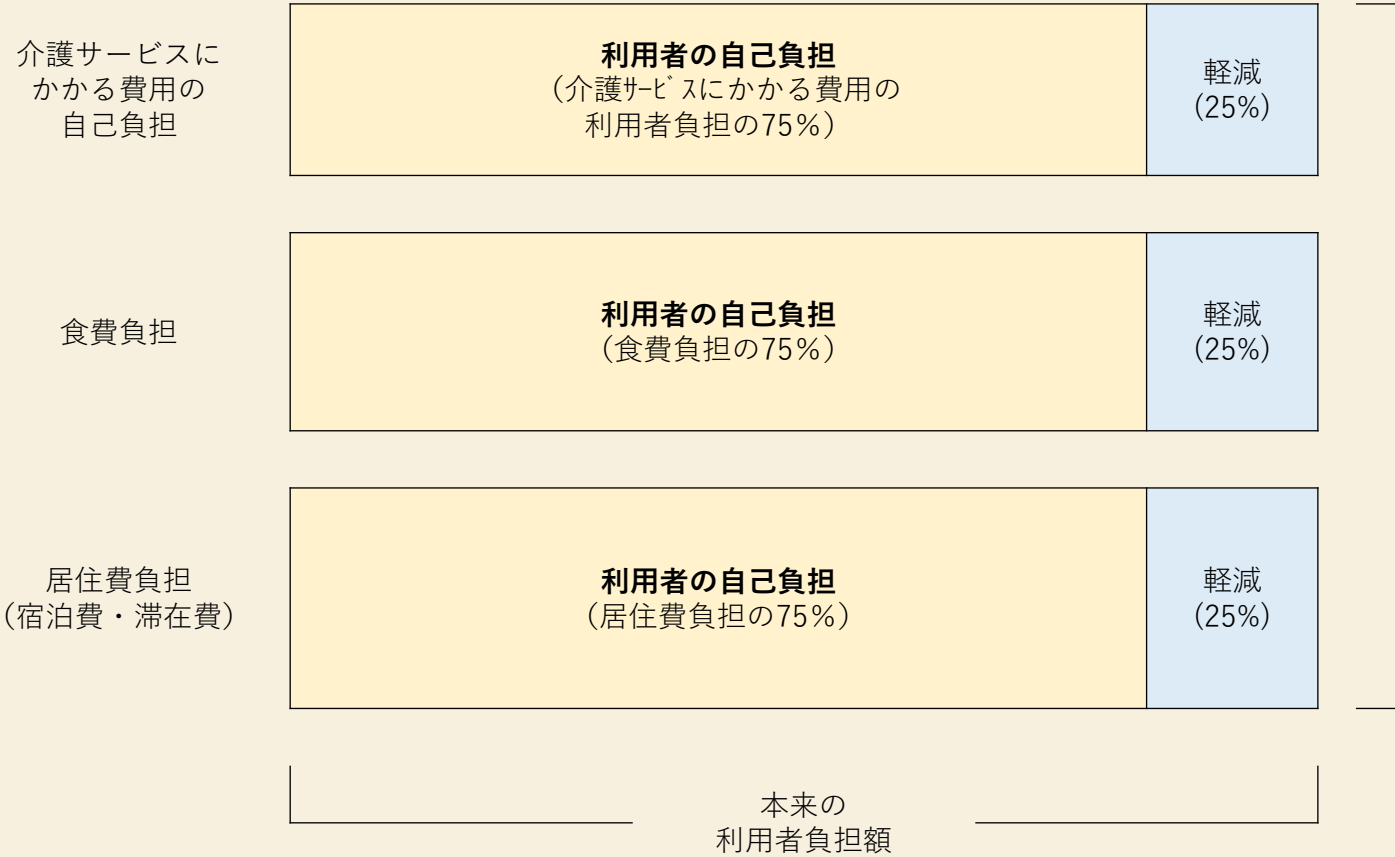 介護サービスに
かかる費用の
自己負担
利用者の自己負担
(介護ｻｰﾋﾞｽにかかる費用の
利用者負担の75%)
軽減
(25%)
食費負担
利用者の自己負担
(食費負担の75%)
軽減
(25%)
居住費負担
(宿泊費・滞在費)
利用者の自己負担
(居住費負担の75%)
軽減
(25%)
本来の
利用者負担額